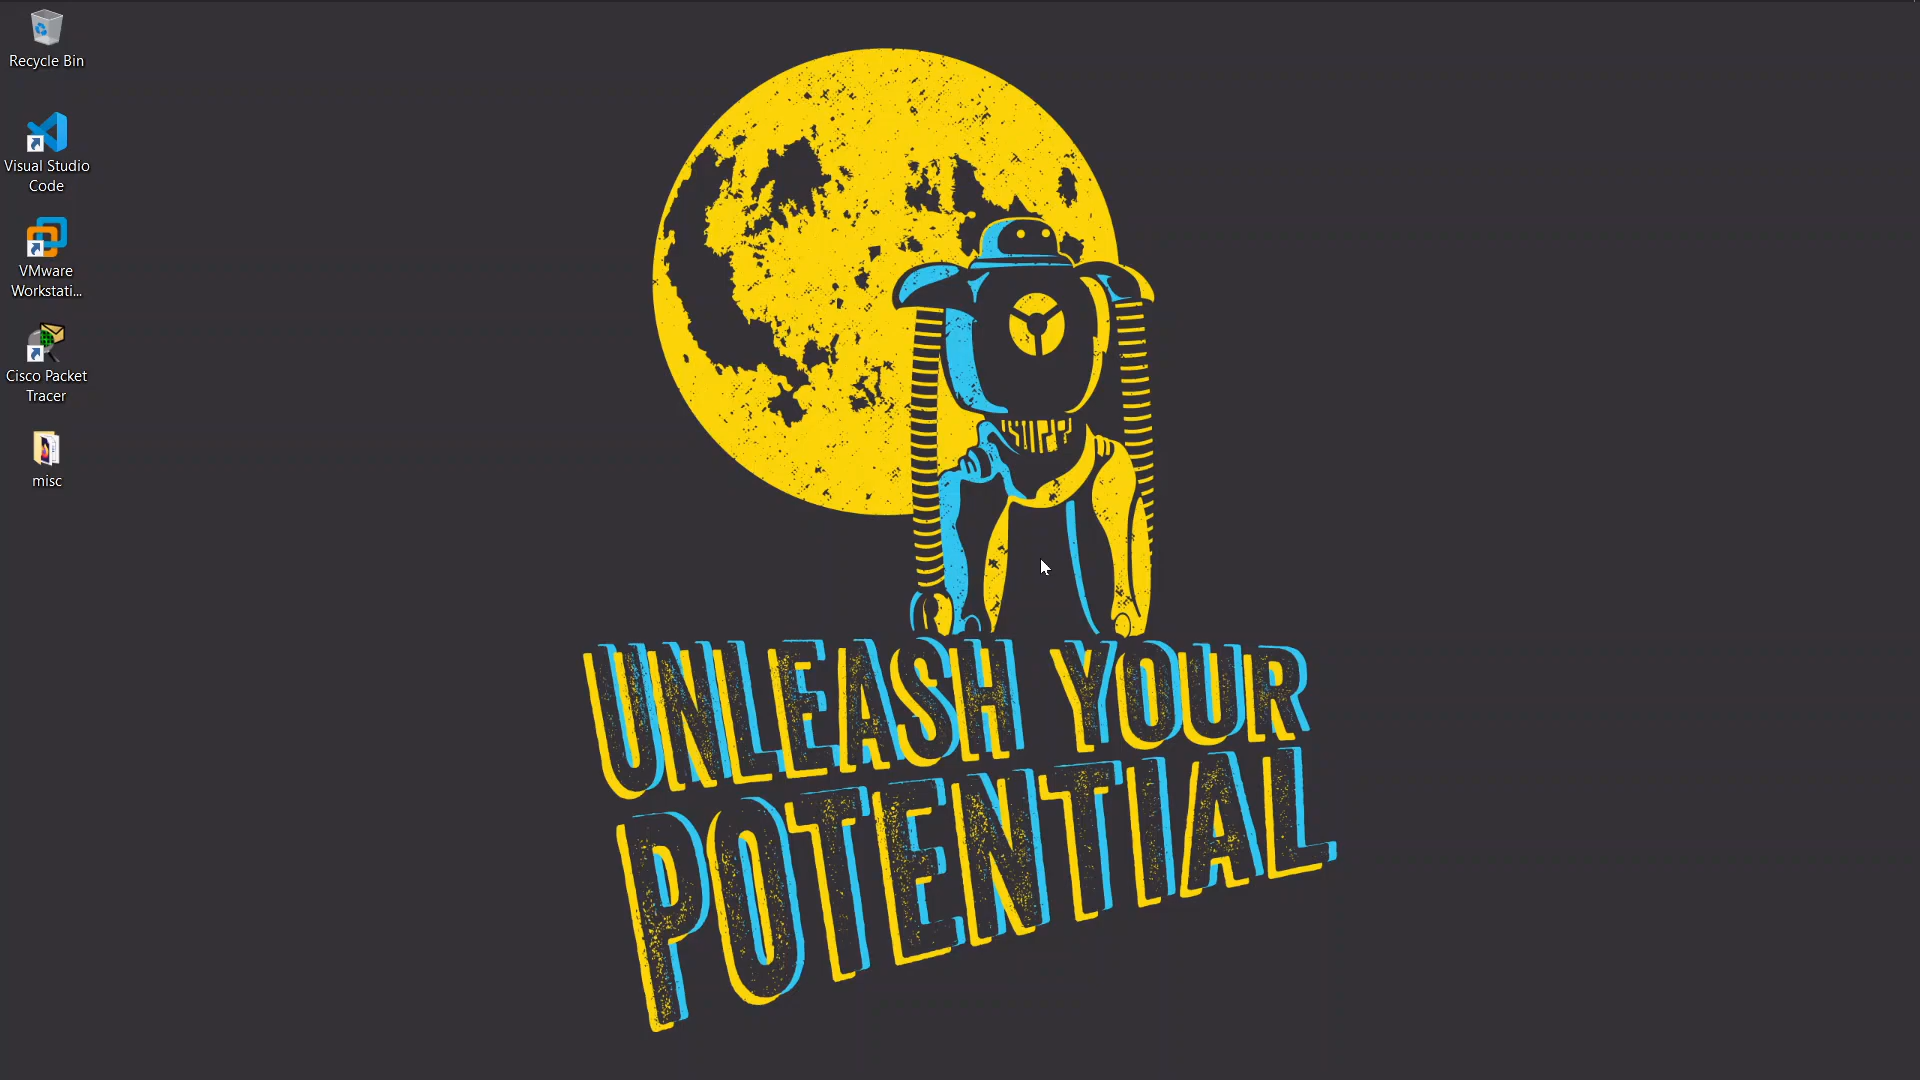 Recycle Bin
Visual Studio
Code
VMware
Workstati...
Cisco Packet
Tracer
misc
UNLEASH YOUR
POTENTIAL